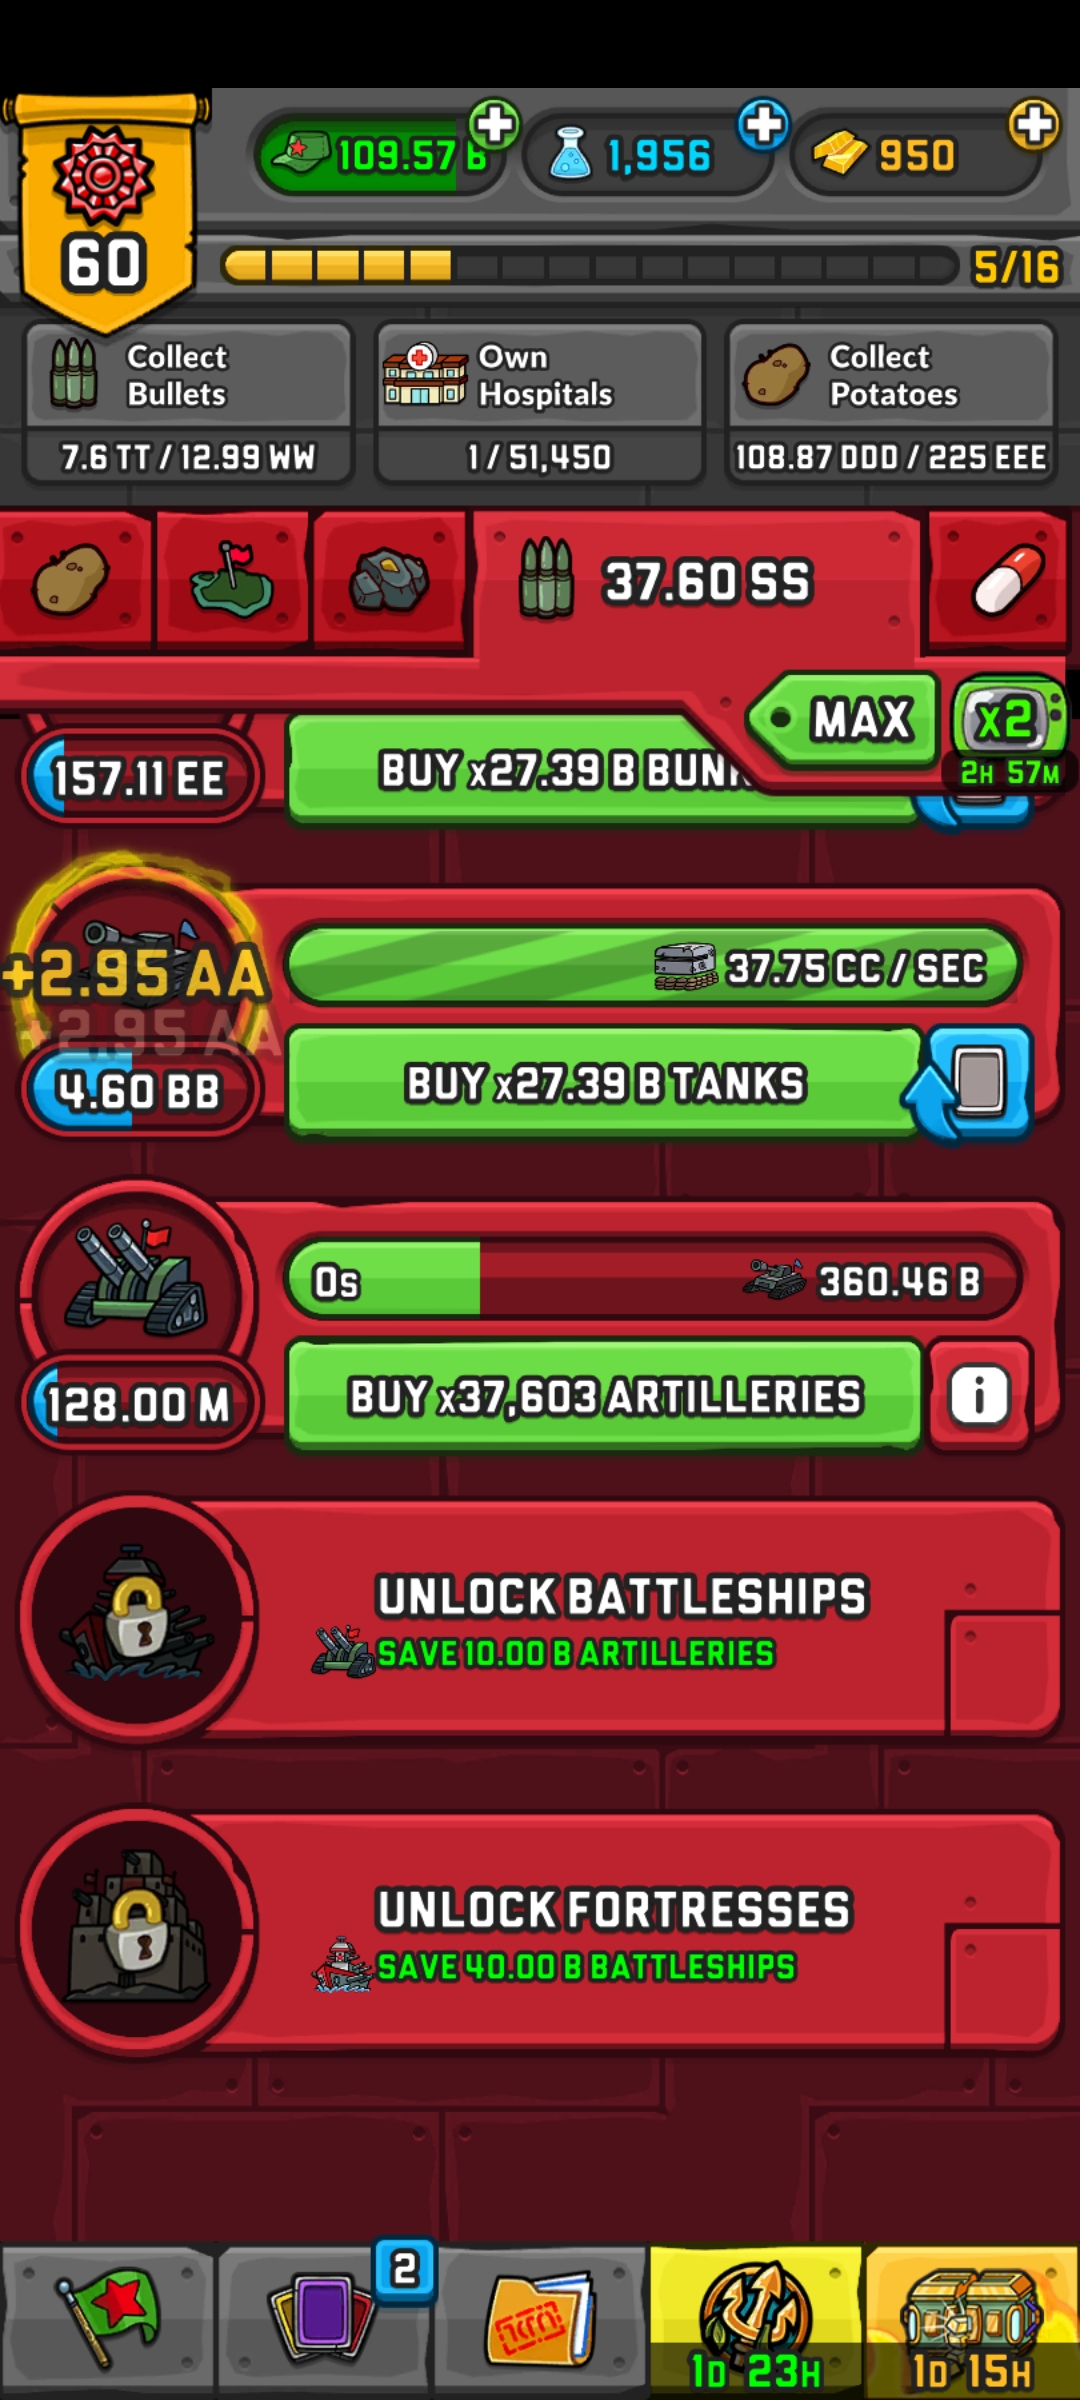 109.57 B
1,956
950
60
5/16
Collect
Bullets
7.6 TT / 12.99 WW
Own
Hospitals
1 / 51,450
Collect
Potatoes
108.87 DDD / 225 EEE
37.60 SS
MAX
x2
2H 57M
157.11 EE
BUY x27.39 B
+2.95 AA
+2.95 AA
37.75 CC / SEC
4.60 BB
BUY x27.39 B TANKS
0s
360.46 B
128.00 M
BUY x37,603 ARTILLERIES
i
UNLOCK BATTLESHIPS
SAVE 10.00 B ARTILLERIES
UNLOCK FORTRESSES
SAVE 40.00 B BATTLESHIPS
2
1D 23H
1D 15H